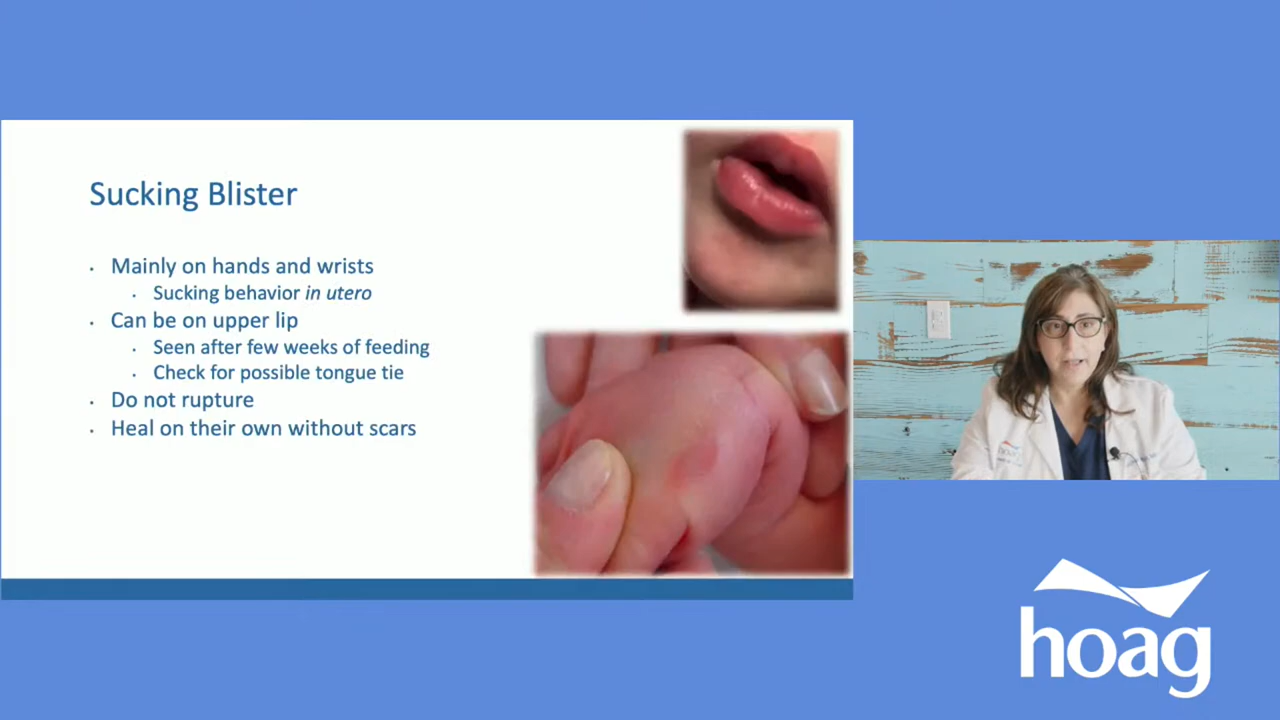 Sucking Blister
Mainly on hands and wrists
Sucking behavior in utero
Can be on upper lip
Seen after few weeks of feeding
Check for possible tongue tie
Do not rupture
Heal on their own without scars
hoag
hoag